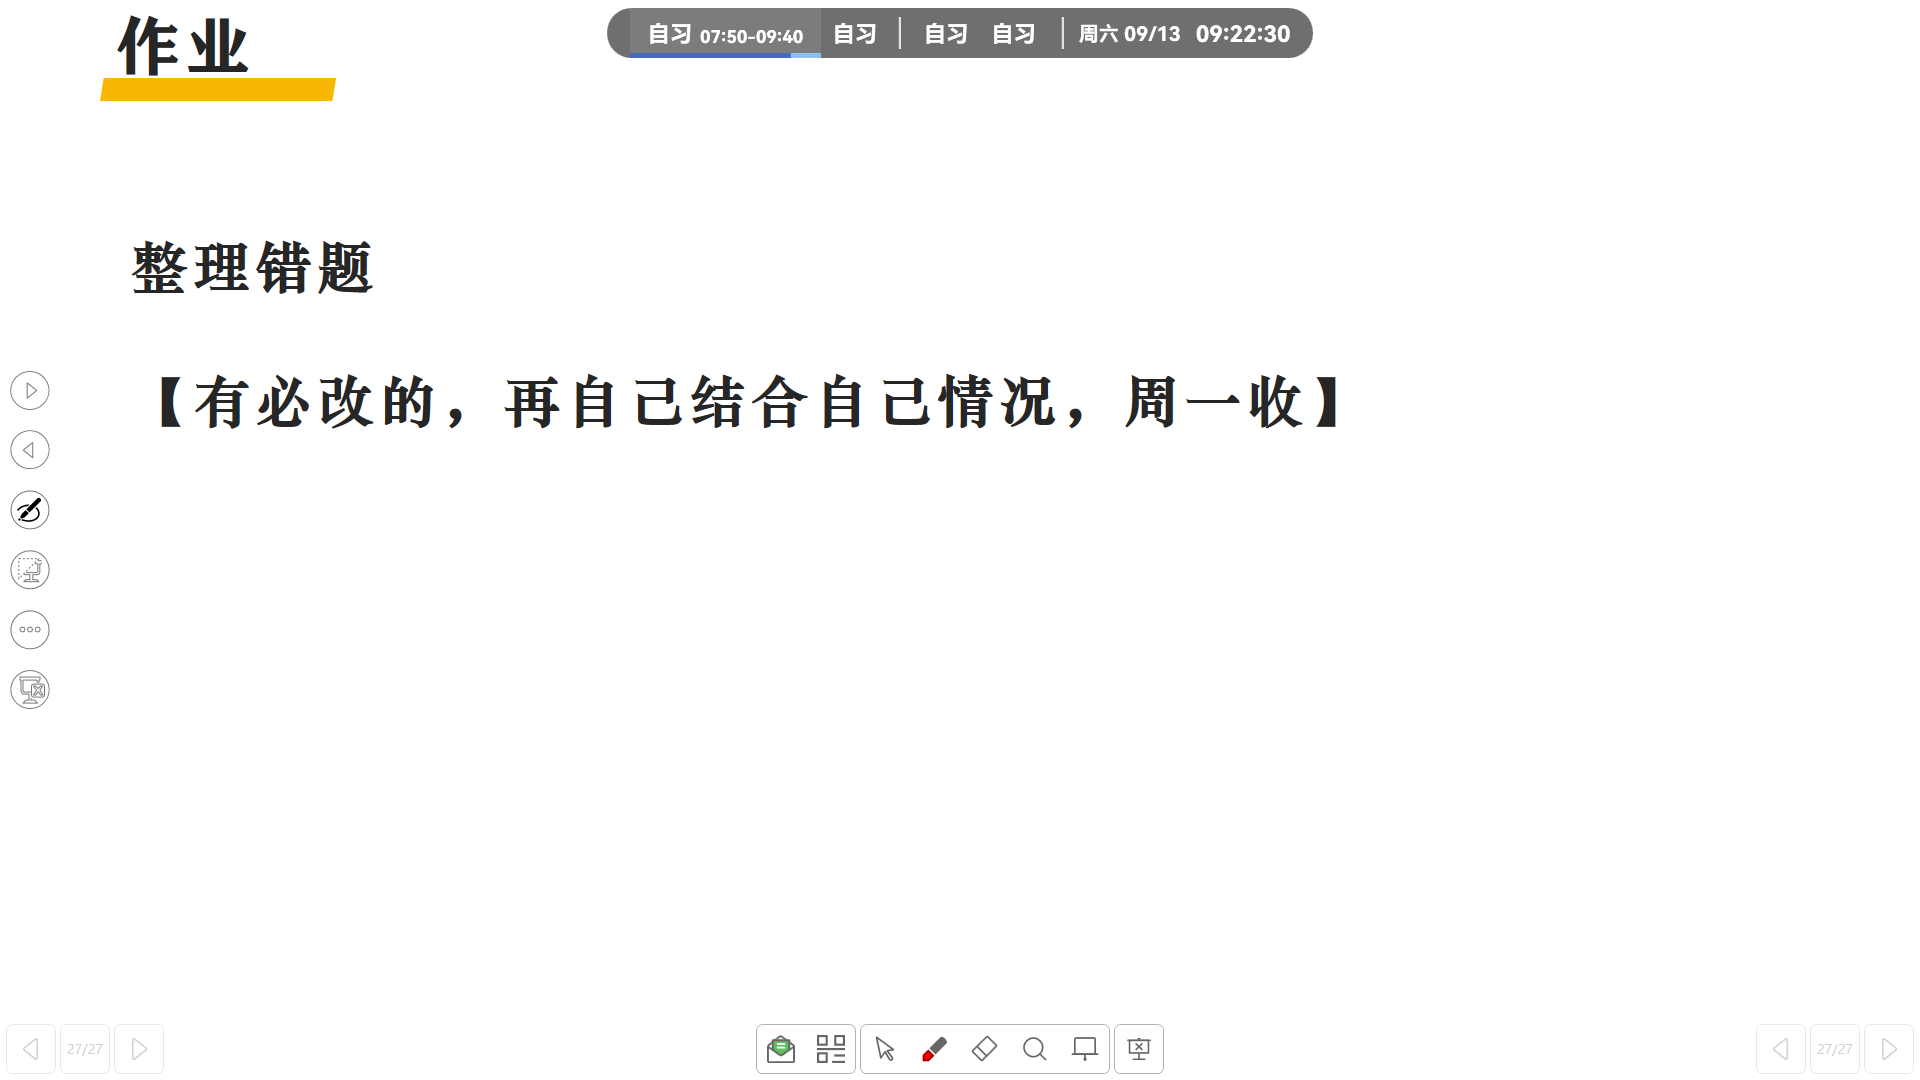 作业
自习 07:50-09:40 自习 | 自习 自习 | 周六 09/13 09:22:30
整理错题
【有必改的，再自己结合自己情况，周一收】
27/27
27/27